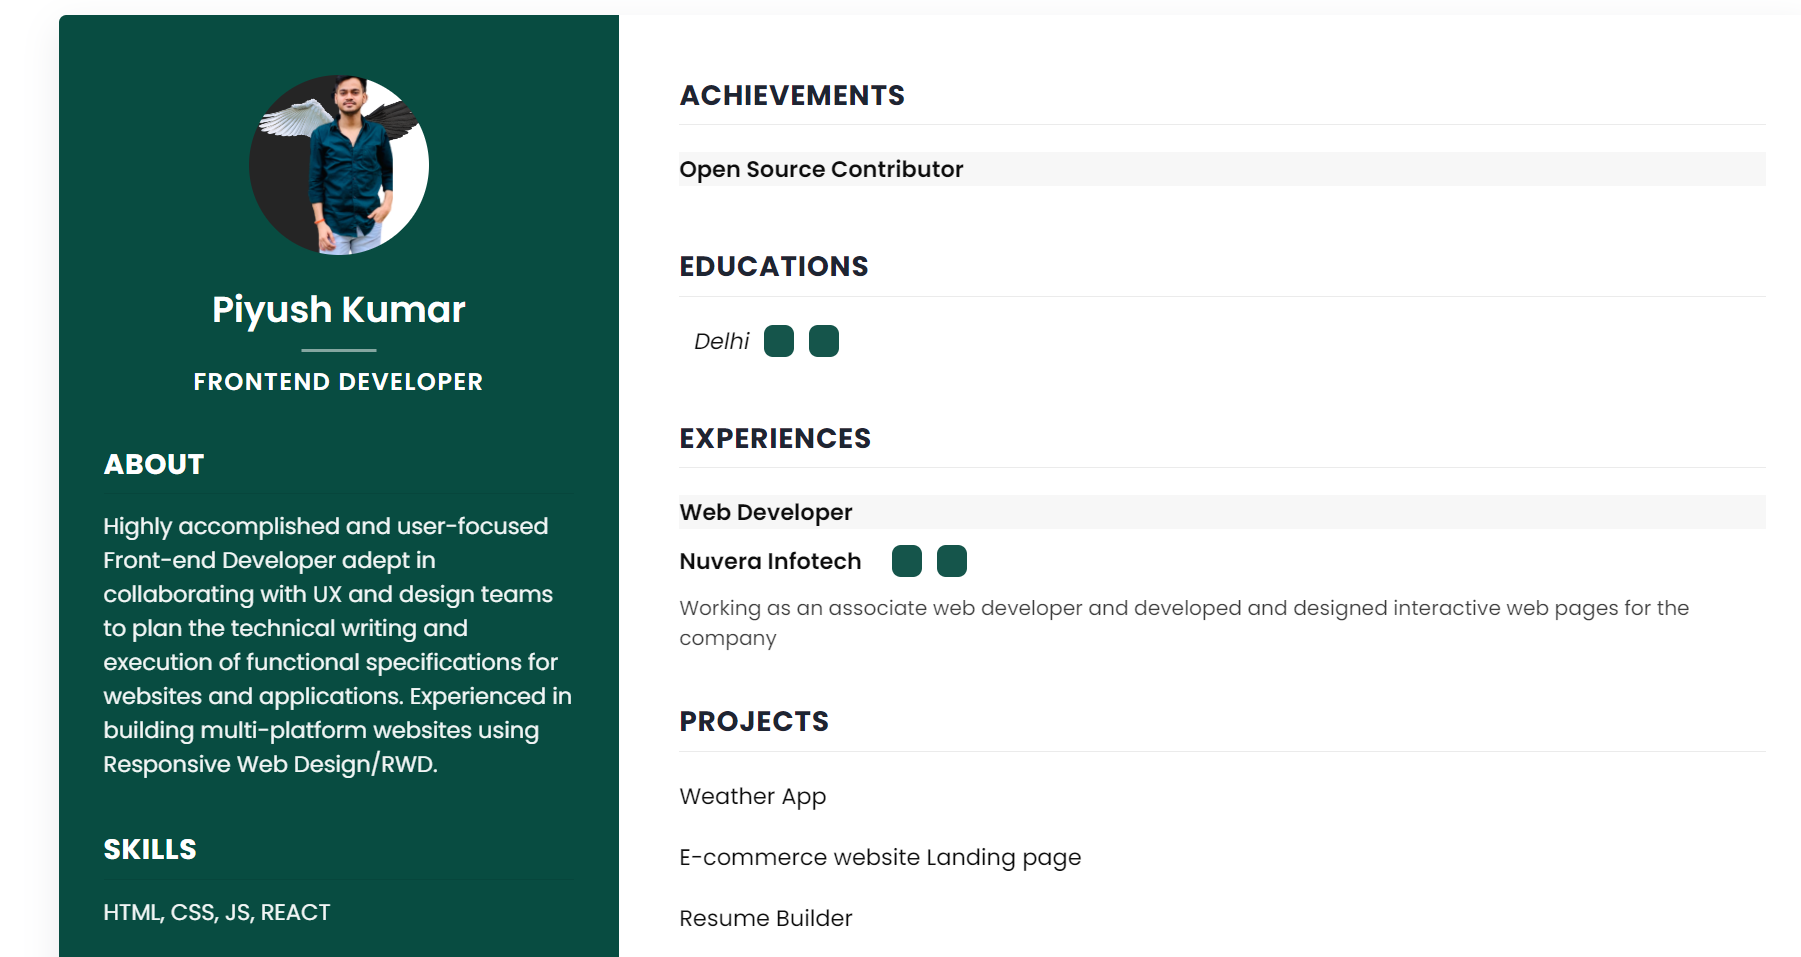 Piyush Kumar
FRONTEND DEVELOPER
ABOUT
Highly accomplished and user-focused
Front-end Developer adept in
collaborating with UX and design teams
to plan the technical writing and
execution of functional specifications for
websites and applications. Experienced in
building multi-platform websites using
Responsive Web Design/RWD.
SKILLS
HTML, CSS, JS, REACT
ACHIEVEMENTS
Open Source Contributor
EDUCATIONS
Delhi
EXPERIENCES
Web Developer
Nuvera Infotech
Working as an associate web developer and developed and designed interactive web pages for the
company
PROJECTS
Weather App
E-commerce website Landing page
Resume Builder